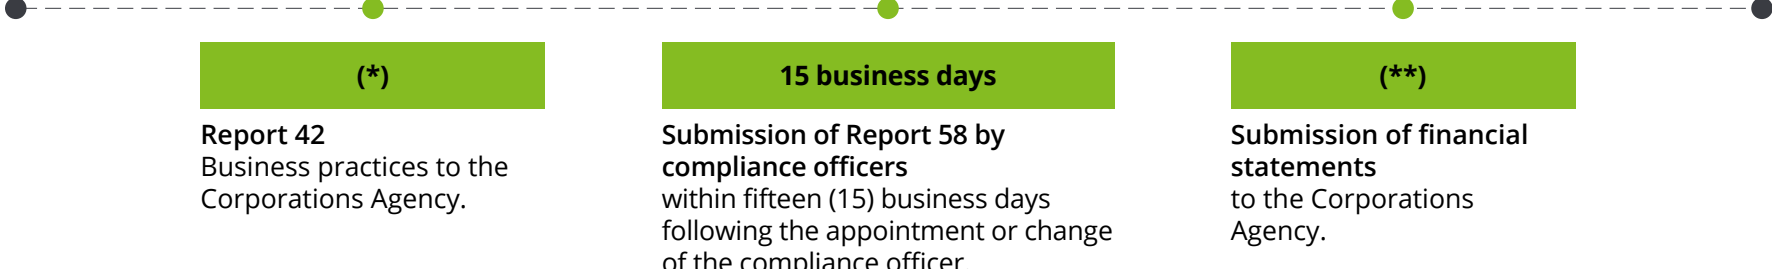 (*)
Report 42
Business practices to the
Corporations Agency.
15 business days
Submission of Report 58 by
compliance officers
within fifteen (15) business days
following the appointment or change
of the compliance officer
(**)
Submission of financial
statements
to the Corporations
Agency.